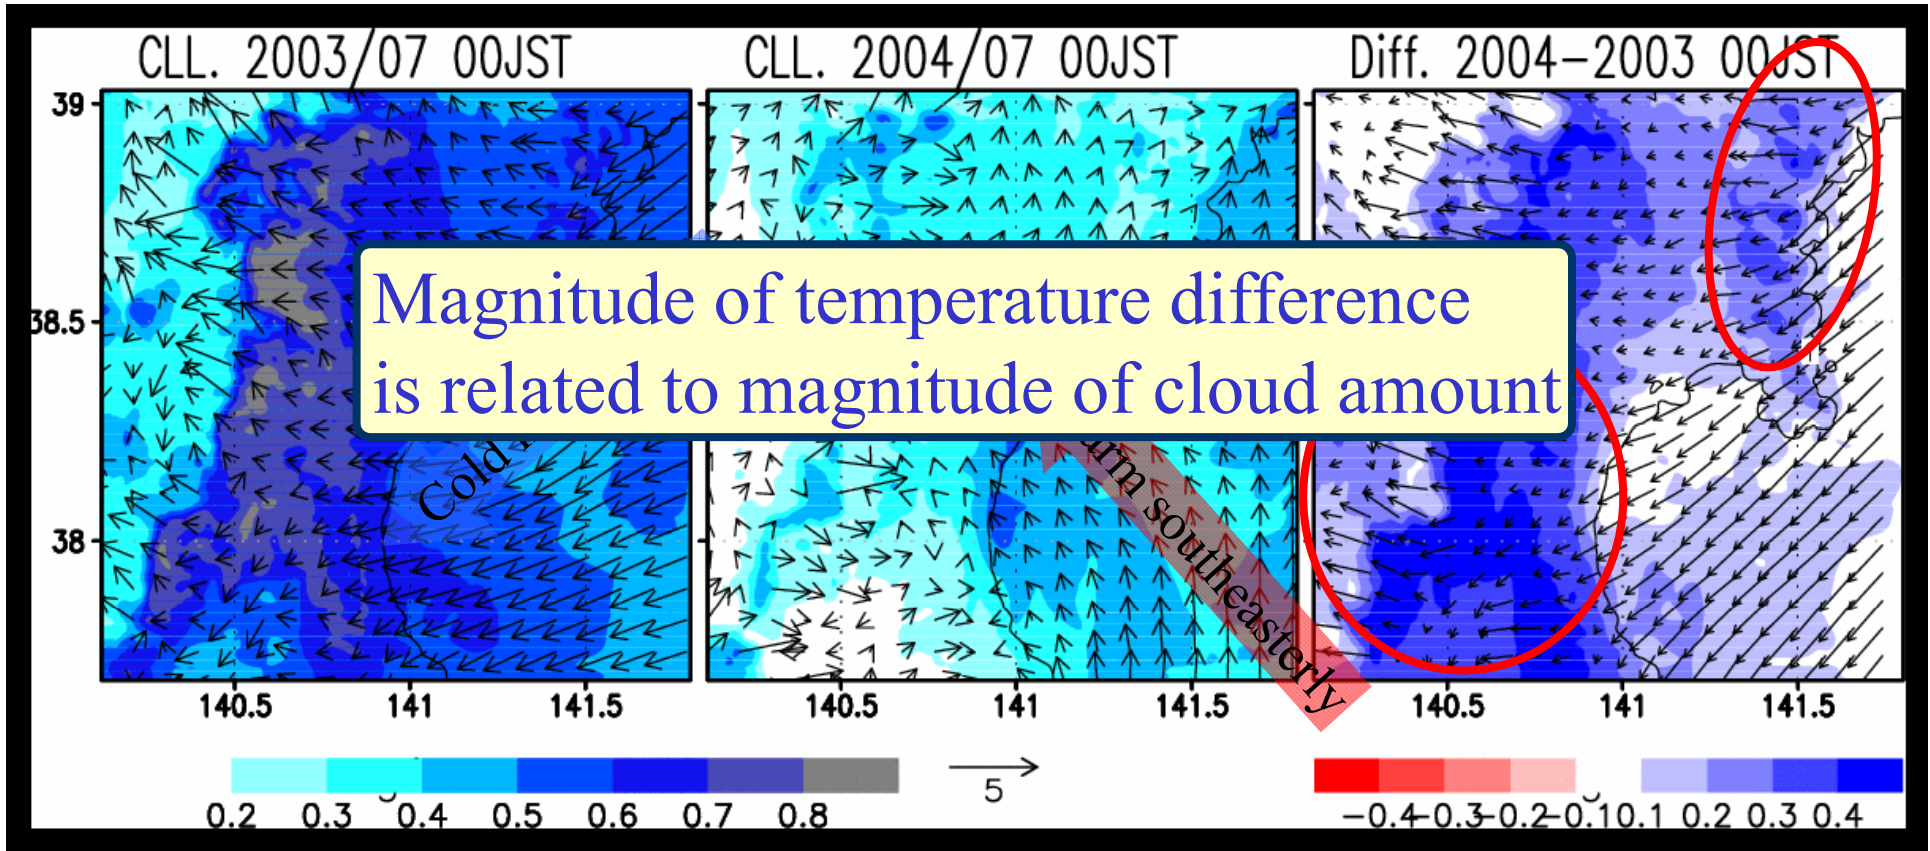 CLL. 2003/07 00JST
CLL. 2004/07 00JST
Diff. 2004-2003 00JST
39
38.5
38
Magnitude of temperature difference
is related to magnitude of cloud amount
Cold
southeasterly
140.5 141 141.5
140.5 141 141.5
140.5 141 141.5
0.2 0.3 0.4 0.5 0.6 0.7 0.8
5
-0.4 -0.3 -0.2 -0.1 0.1 0.2 0.3 0.4